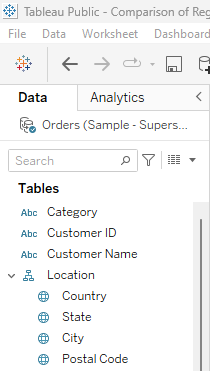 Tableau Public - Comparison of Reg
File Data Worksheet Dashboard
Data Analytics
Orders (Sample - Supers...
Search
Tables
Abc Category
Abc Customer ID
Abc Customer Name
Location
Country
State
City
Postal Code